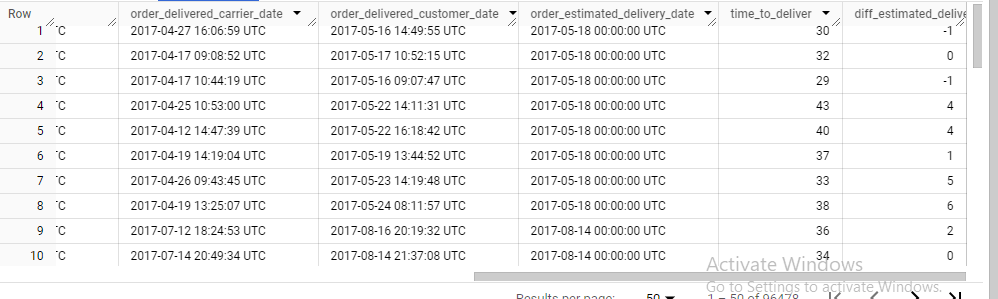 Row order_delivered_carrier_date order_delivered_customer_date order_estimated_delivery_date time_to_deliver diff_estimated_delive
1 TC 2017-04-27 16:06:59 UTC 2017-05-16 14:49:55 UTC 2017-05-18 00:00:00 UTC 30 -1
2 TC 2017-04-17 09:08:52 UTC 2017-05-17 10:52:15 UTC 2017-05-18 00:00:00 UTC 32 0
3 TC 2017-04-17 10:44:19 UTC 2017-05-16 09:07:47 UTC 2017-05-18 00:00:00 UTC 29 -1
4 TC 2017-04-25 10:53:00 UTC 2017-05-22 14:11:31 UTC 2017-05-18 00:00:00 UTC 43 4
5 TC 2017-04-12 14:47:39 UTC 2017-05-22 16:18:42 UTC 2017-05-18 00:00:00 UTC 40 4
6 TC 2017-04-19 14:19:04 UTC 2017-05-19 13:44:52 UTC 2017-05-18 00:00:00 UTC 37 1
7 TC 2017-04-26 09:43:45 UTC 2017-05-23 14:19:48 UTC 2017-05-18 00:00:00 UTC 33 5
8 TC 2017-04-19 13:25:07 UTC 2017-05-24 08:11:57 UTC 2017-05-18 00:00:00 UTC 38 6
9 TC 2017-07-12 18:24:53 UTC 2017-08-16 20:19:32 UTC 2017-08-14 00:00:00 UTC 36 2
10 TC 2017-07-14 20:49:34 UTC 2017-08-14 21:37:08 UTC 2017-08-14 00:00:00 UTC 34 0
Activate Windows
Go to Settings to activate Windows.
Results per page: 50 1 – 50 of 96478